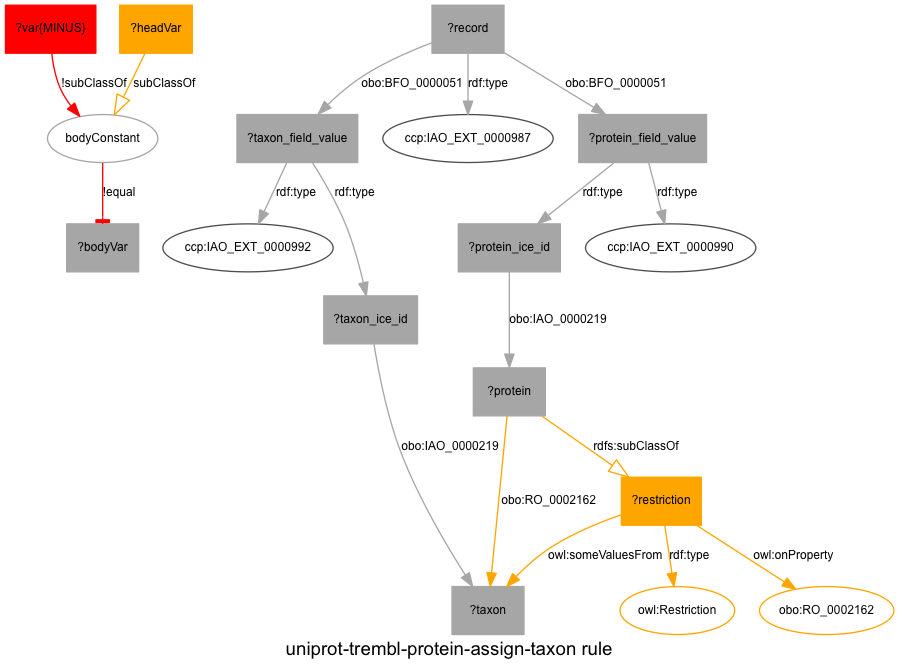 ?var{MINUS}
?headVar
?record
!subClassOf
subClassOf
obo:BFO_0000051
rdf:type
obo:BFO_0000051
bodyConstant
?taxon_field_value
ccp:IAO_EXT_0000987
?protein_field_value
!equal
rdf:type
rdf:type
rdf:type
rdf:type
?bodyVar
ccp:IAO_EXT_0000992
?protein_ice_id
ccp:IAO_EXT_0000990
?taxon_ice_id
obo:IAO_0000219
?protein
obo:IAO_0000219
rdfs:subClassOf
obo:RO_0002162
?restriction
owl:someValuesFrom
rdf:type
owl:onProperty
?taxon
owl:Restriction
obo:RO_0002162
uniprot-trembl-protein-assign-taxon rule